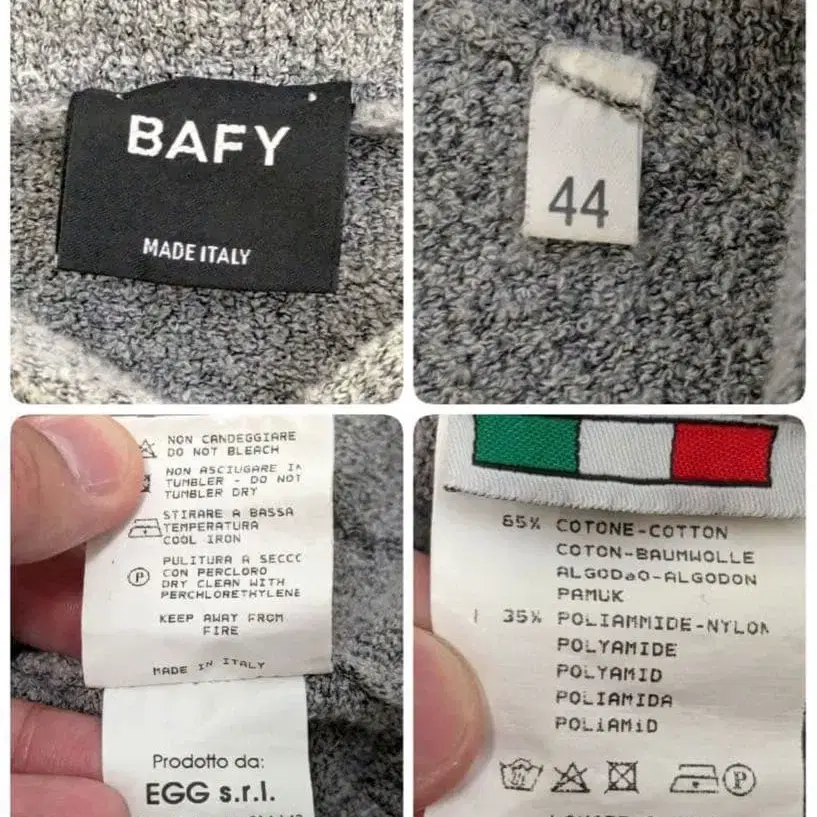 BAFY
MADE ITALY
44
NON CANDEGGIARE
DO NOT BLEACH
NON ASCIUGARE IN
TUMBLER - DO NOT
TUMBLER DRY
STIRARE A BASSA
TEMPERATURA
COOL IRON
PULITURA A SECCO
CON PERCLORO
DRY CLEAN WITH
PERCHLORETHYLENE
P
KEEP AWAY FROM
FIRE
MADE IN ITALY
Prodotto da:
EGG s.r.l.
65% COTONE-COTTON
COTON-BAUMWOLLE
ALGODaO-ALGODON
PAMUK
35% POLIAMMIDE-NYLON
POLYAMIDE
POLYAMID
POLIAMIDA
POLiAMiD
P